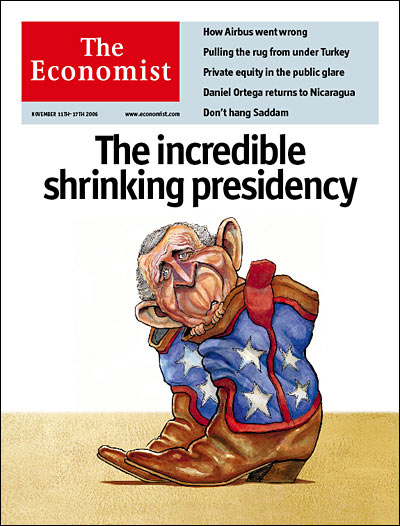 The
Economist
NOVEMBER 11TH-17TH 2006
www.economist.com
How Airbus went wrong
Pulling the rug from under Turkey
Private equity in the public glare
Daniel Ortega returns to Nicaragua
Don't hang Saddam
The incredible
shrinking presidency